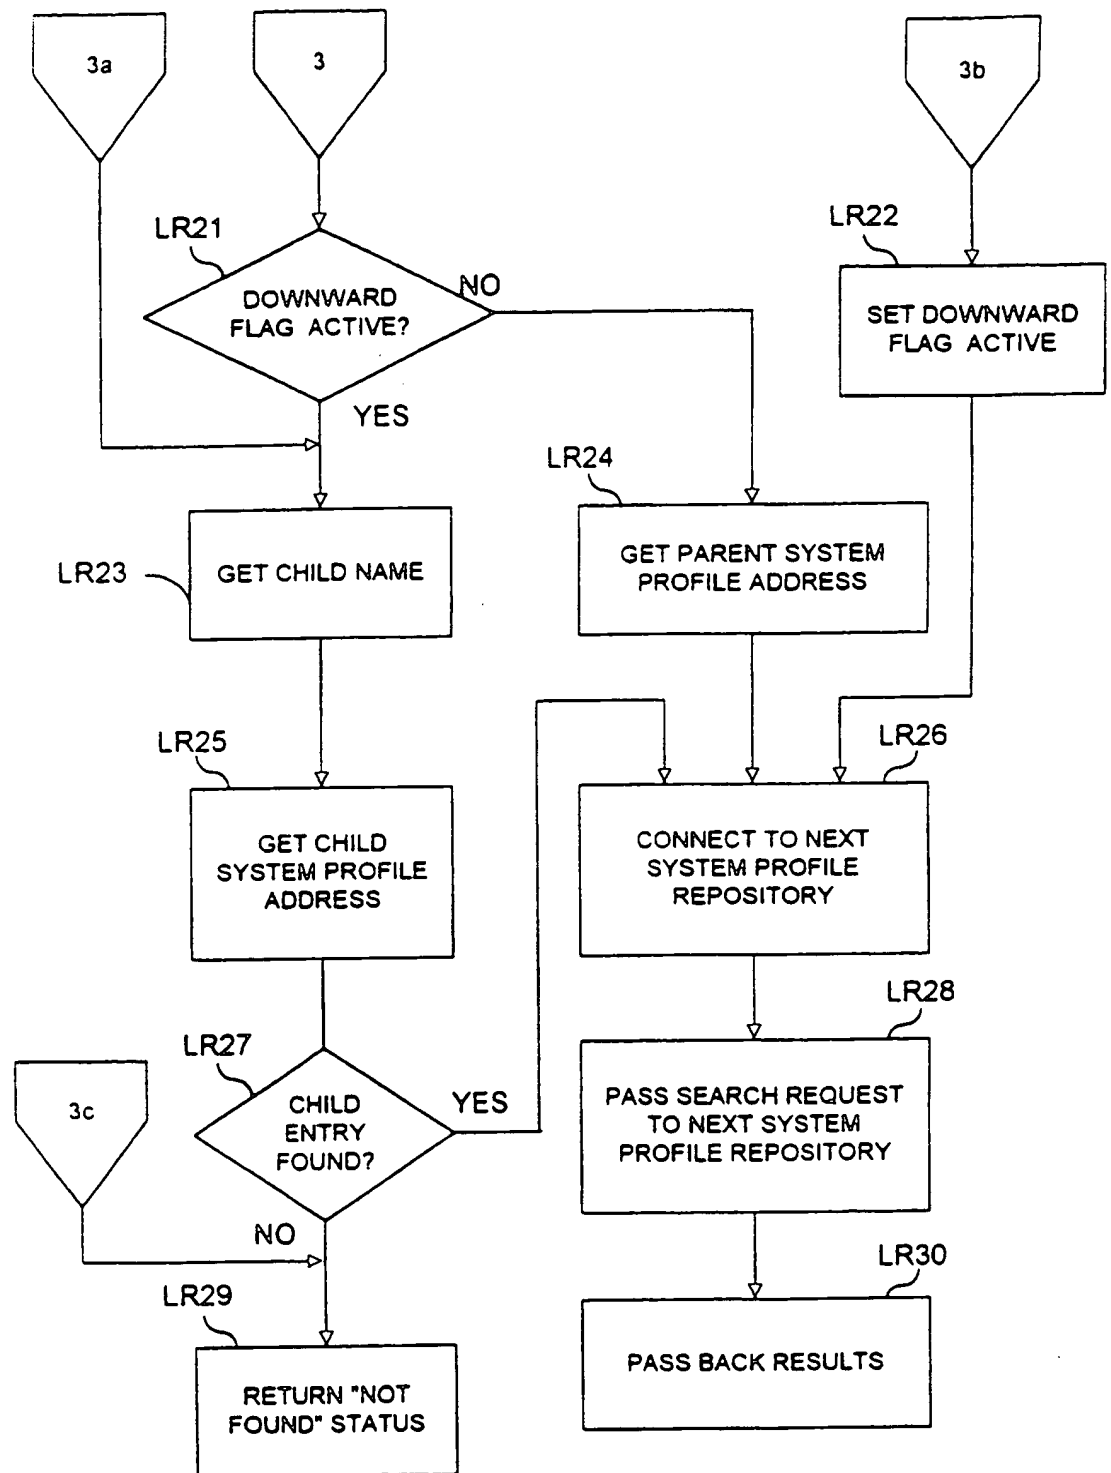 3a
3
3b
LR21
LR22
DOWNWARD
FLAG ACTIVE?
NO
SET DOWNWARD
FLAG ACTIVE
YES
LR24
LR23
GET CHILD NAME
GET PARENT SYSTEM
PROFILE ADDRESS
LR25
LR26
GET CHILD
SYSTEM PROFILE
ADDRESS
CONNECT TO NEXT
SYSTEM PROFILE
REPOSITORY
LR28
LR27
3c
CHILD
ENTRY
FOUND?
YES
PASS SEARCH REQUEST
TO NEXT SYSTEM
PROFILE REPOSITORY
NO
LR30
LR29
PASS BACK RESULTS
RETURN "NOT
FOUND" STATUS